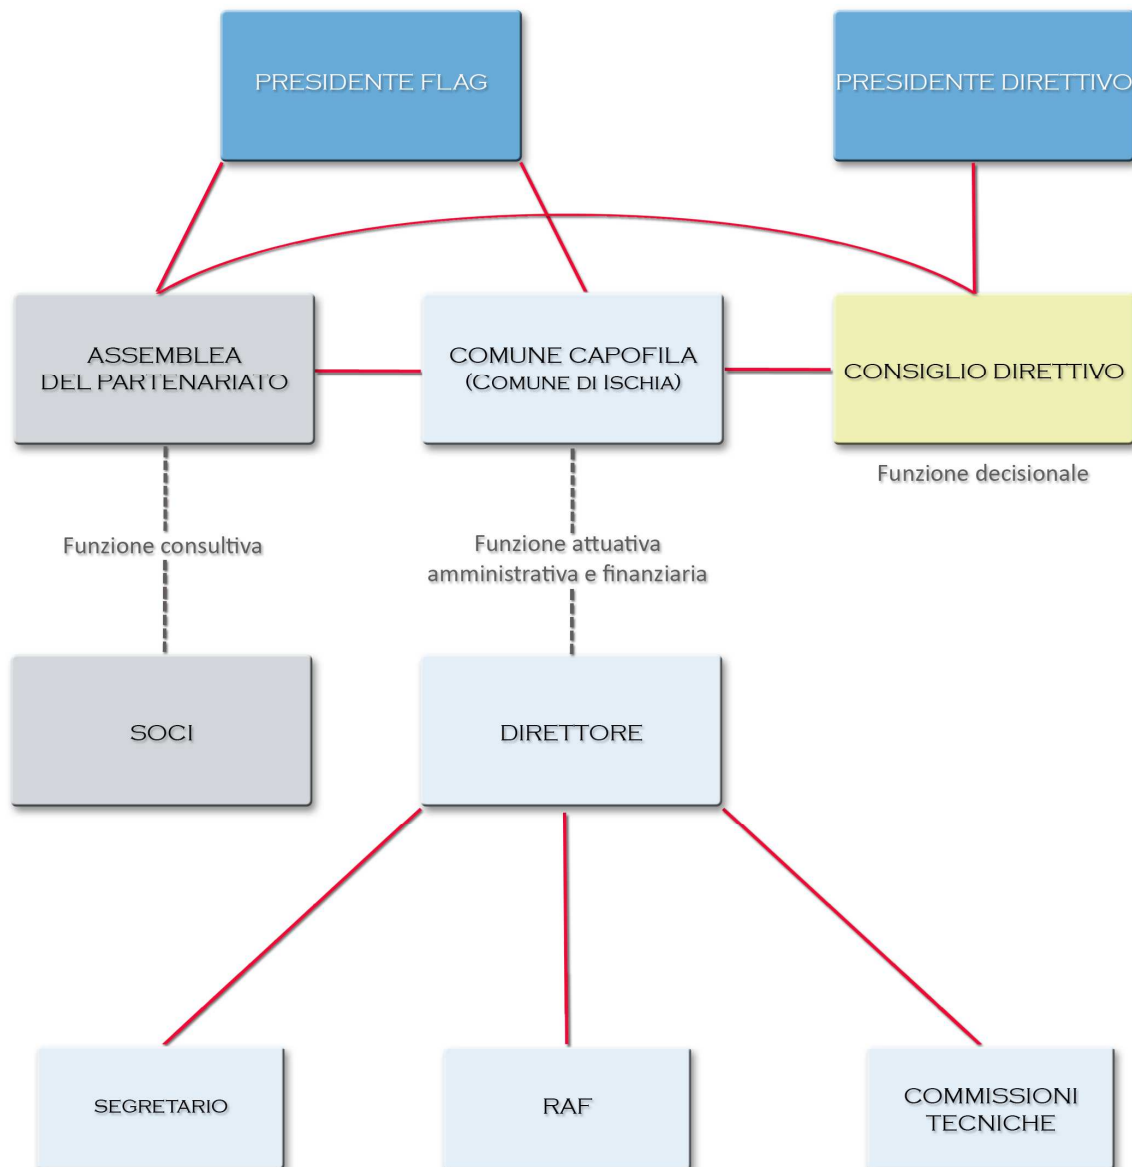 PRESIDENTE FLAG
PRESIDENTE DIRETTIVO
ASSEMBLEA
DEL PARTENARIATO
COMUNE CAPOFILA
(COMUNE DI ISCHIA)
CONSIGLIO DIRETTIVO
Funzione decisionale
Funzione consultiva
Funzione attuativa
amministrativa e finanziaria
SOCI
DIRETTORE
SEGRETARIO
RAF
COMMISSIONI
TECNICHE